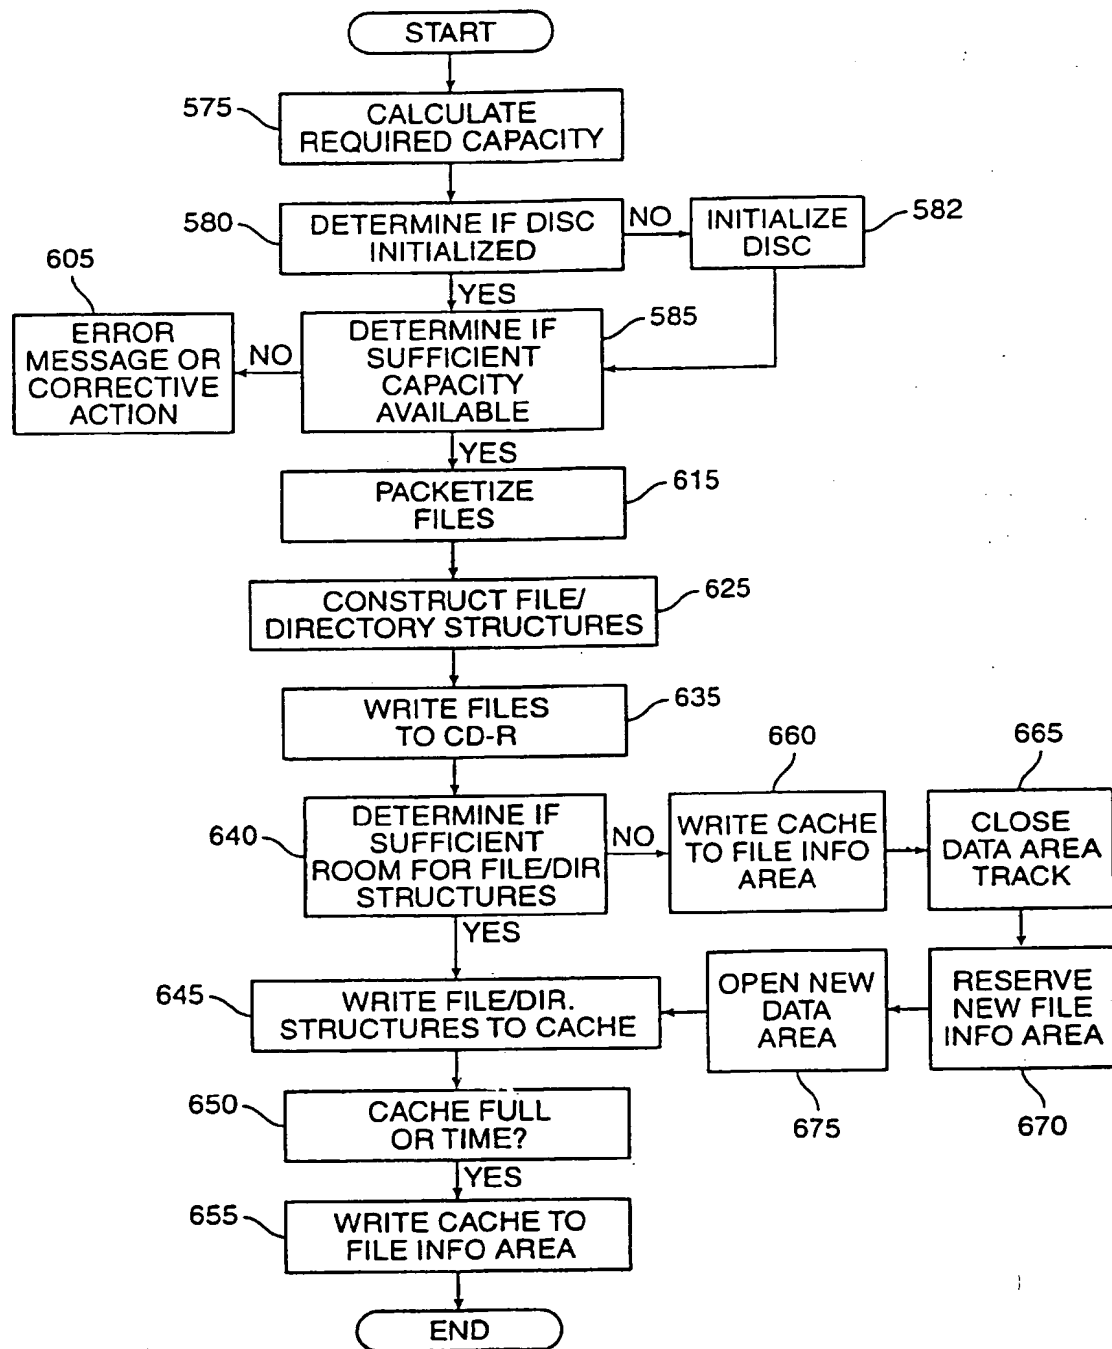 START
575
CALCULATE
REQUIRED CAPACITY
580
DETERMINE IF DISC
INITIALIZED
NO
INITIALIZE
DISC
582
YES
605
ERROR
MESSAGE OR
CORRECTIVE
ACTION
NO
DETERMINE IF
SUFFICIENT
CAPACITY
AVAILABLE
585
YES
PACKETIZE
FILES
615
CONSTRUCT FILE/
DIRECTORY STRUCTURES
625
WRITE FILES
TO CD-R
635
640
DETERMINE IF
SUFFICIENT
ROOM FOR FILE/DIR
STRUCTURES
NO
660
WRITE CACHE
TO FILE INFO
AREA
665
CLOSE
DATA AREA
TRACK
YES
645
WRITE FILE/DIR.
STRUCTURES TO CACHE
OPEN NEW
DATA
AREA
675
RESERVE
NEW FILE
INFO AREA
670
650
CACHE FULL
OR TIME?
YES
655
WRITE CACHE TO
FILE INFO AREA
END